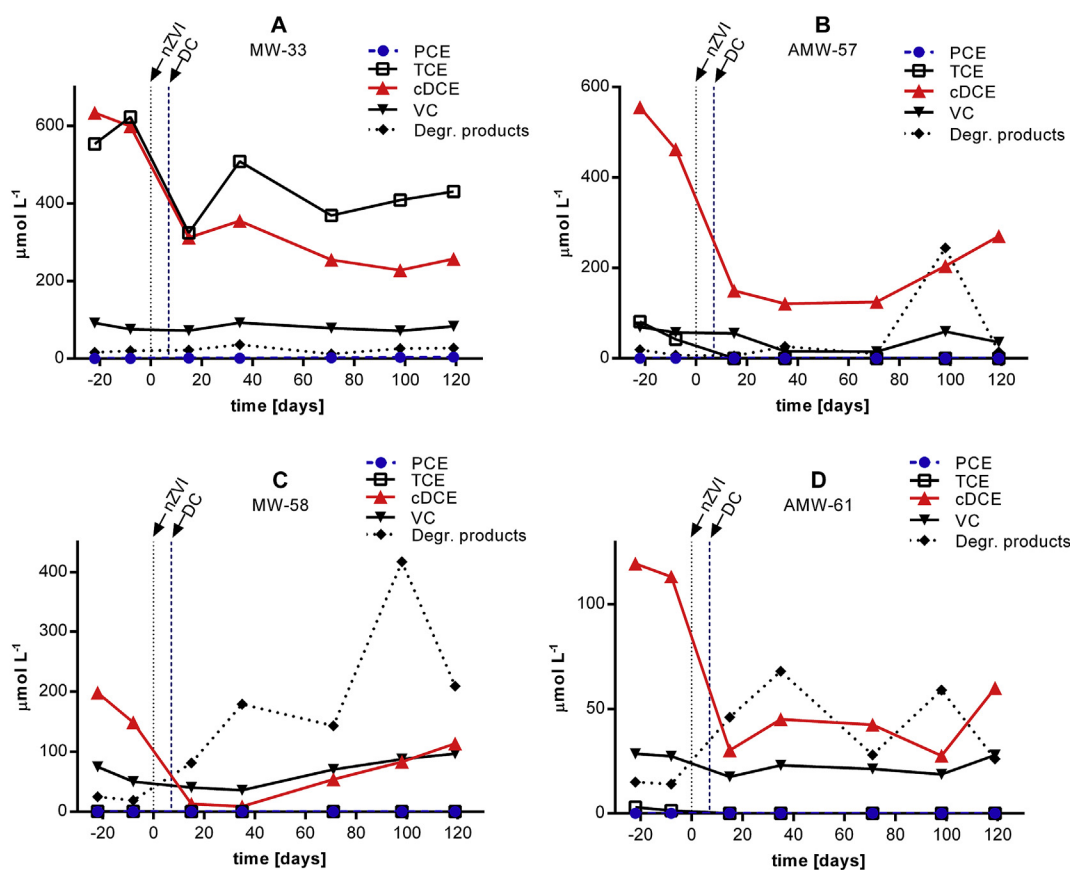 A
MW-33
nZVI
DC
PCE
TCE
cDCE
VC
Degr. products
μmol L⁻¹
600
400
200
0
-20 0 20 40 60 80 100 120
time [days]
B
AMW-57
nZVI
DC
PCE
TCE
cDCE
VC
Degr. products
μmol L⁻¹
600
400
200
0
-20 0 20 40 60 80 100 120
time [days]
C
MW-58
nZVI
DC
PCE
TCE
cDCE
VC
Degr. products
μmol L⁻¹
400
300
200
100
0
-20 0 20 40 60 80 100 120
time [days]
D
AMW-61
nZVI
DC
PCE
TCE
cDCE
VC
Degr. products
μmol L⁻¹
100
50
0
-20 0 20 40 60 80 100 120
time [days]